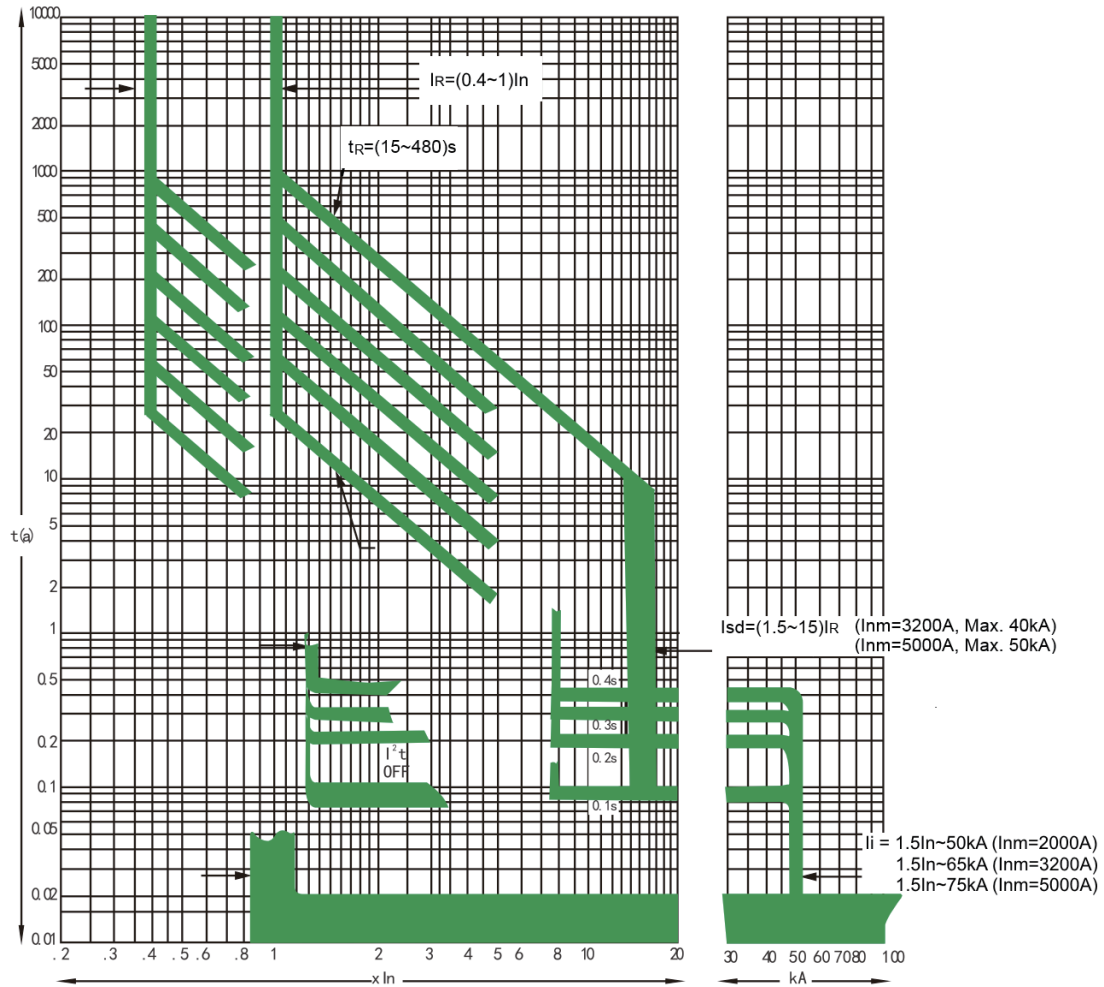 10000
5000
2000
1000
500
200
100
50
20
10
5
2
1
0.5
0.2
0.1
0.05
0.02
0.01
t(a)
IR=(0.4~1)In
tR=(15~480)s
Isd=(1.5~15)IR (Inm=3200A, Max. 40kA)
(Inm=5000A, Max. 50kA)
0.4s
0.3s
0.2s
0.1s
I²t
OFF
Ii = 1.5In~50kA (Inm=2000A)
1.5In~65kA (Inm=3200A)
1.5In~75kA (Inm=5000A)
.2 .3 .4 .5 .6 .8 1 2 3 4 5 6 8 10 20 30 40 50 60 70 80 100
x In kA